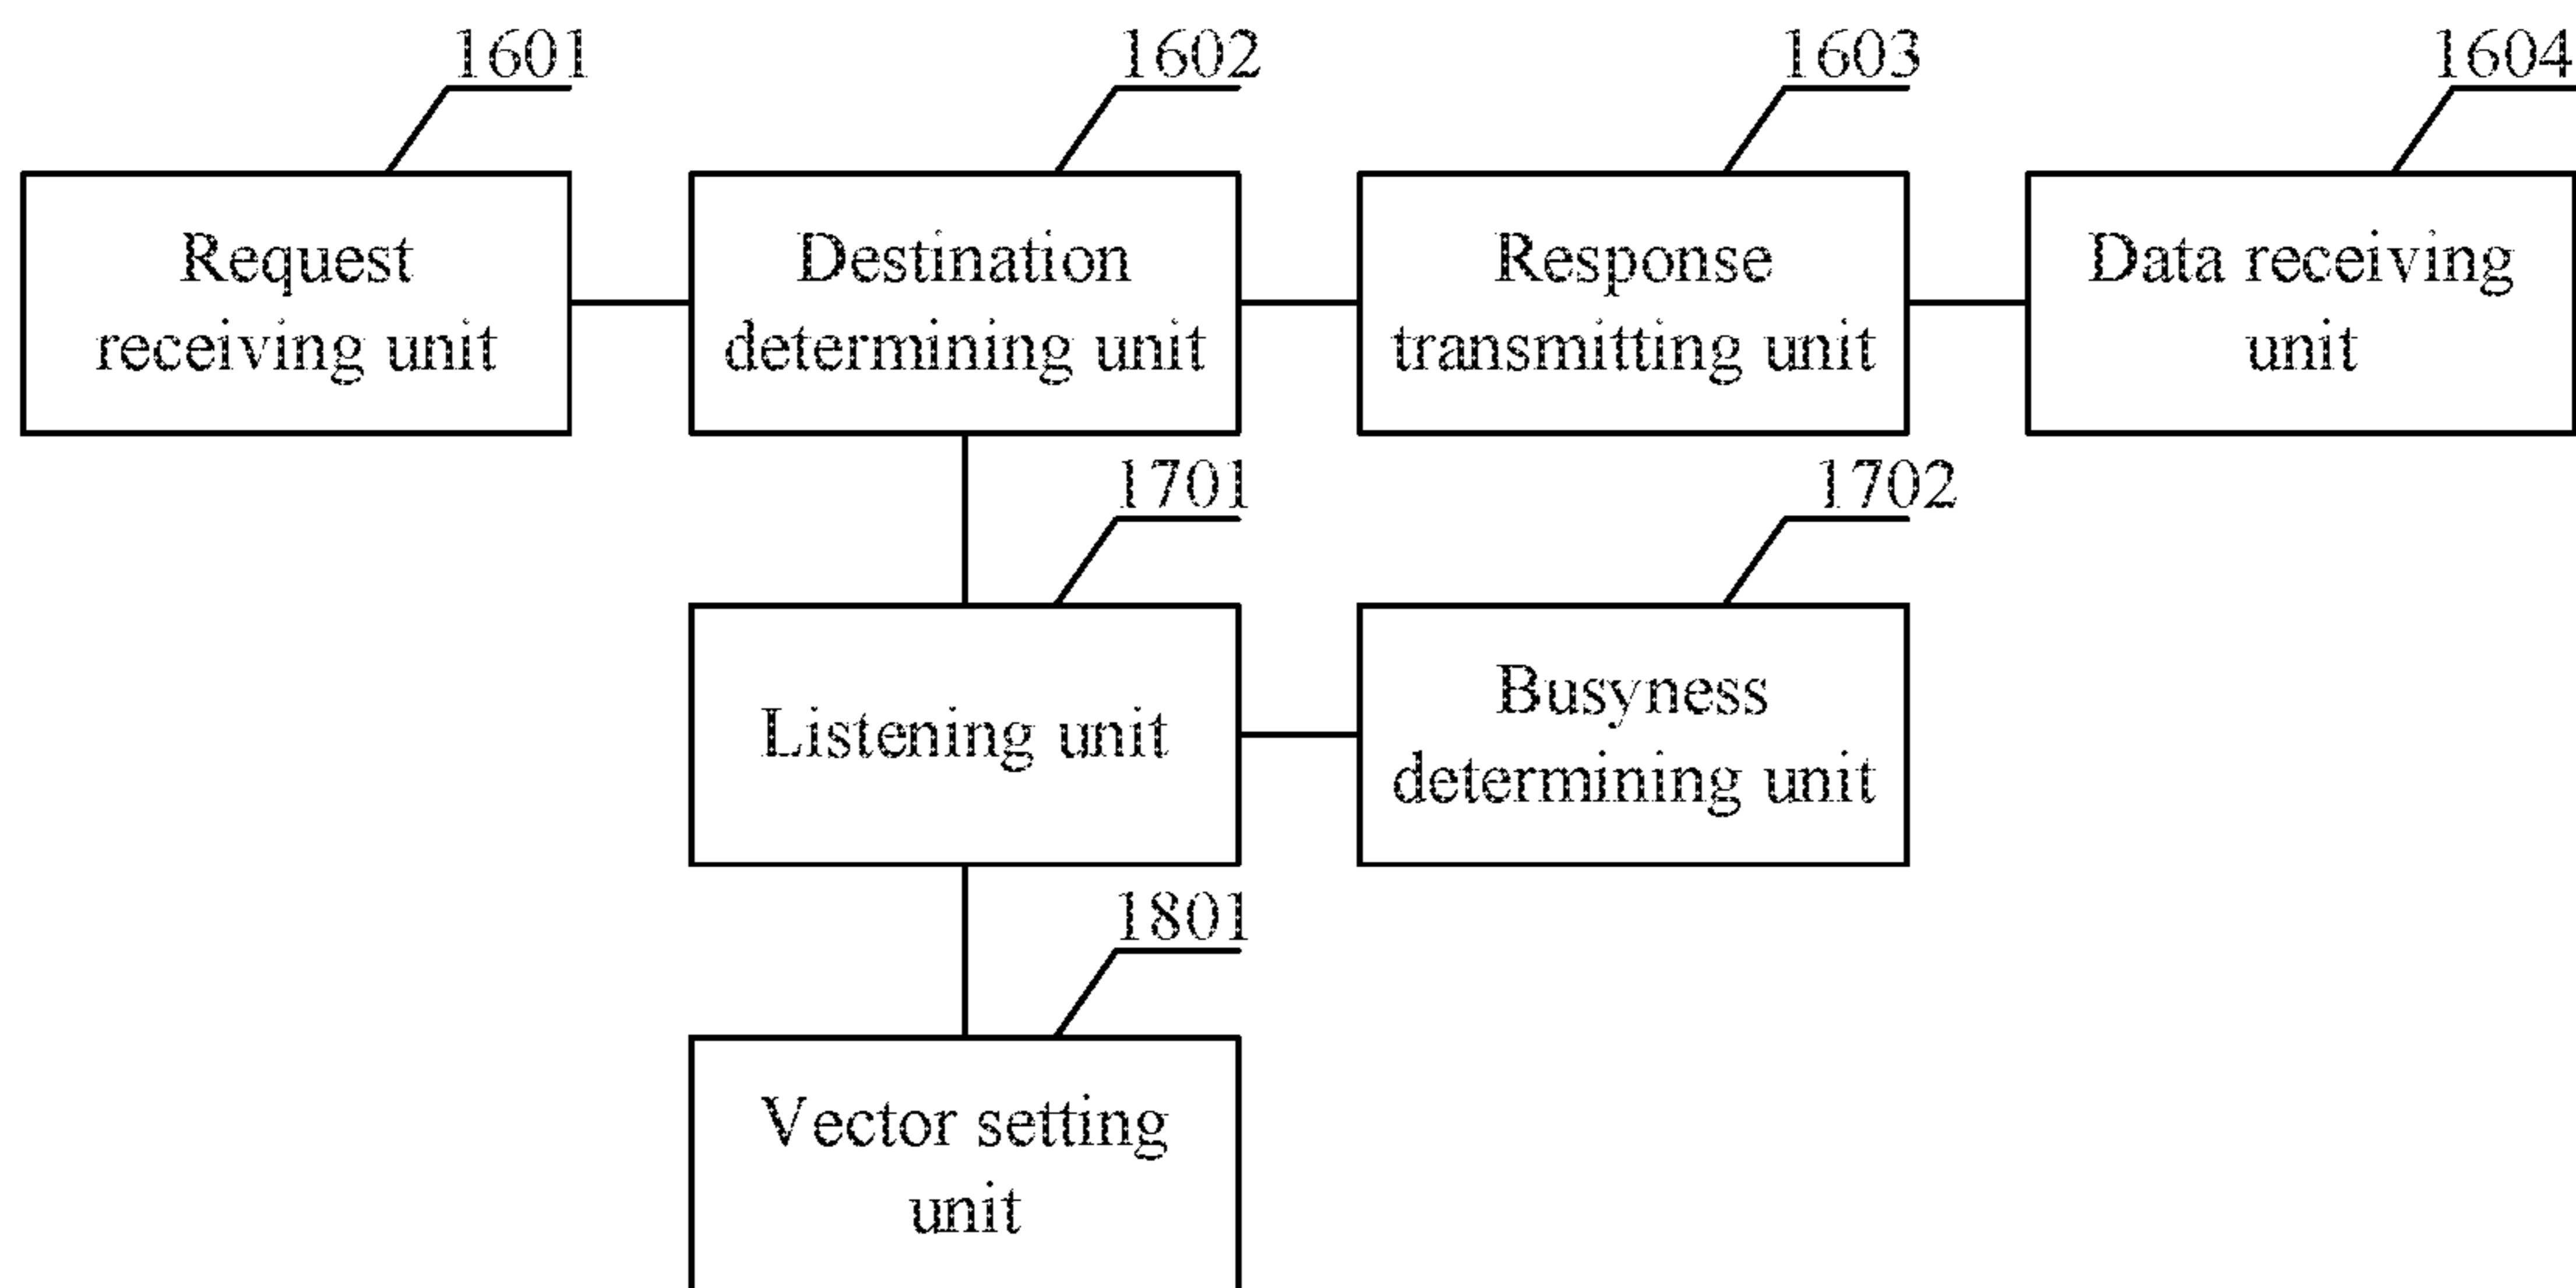 1601
1602
1603
1604
Request
receiving unit
Destination
determining unit
Response
transmitting unit
Data receiving
unit
1701
1702
Listening unit
Busyness
determining unit
1801
Vector setting
unit